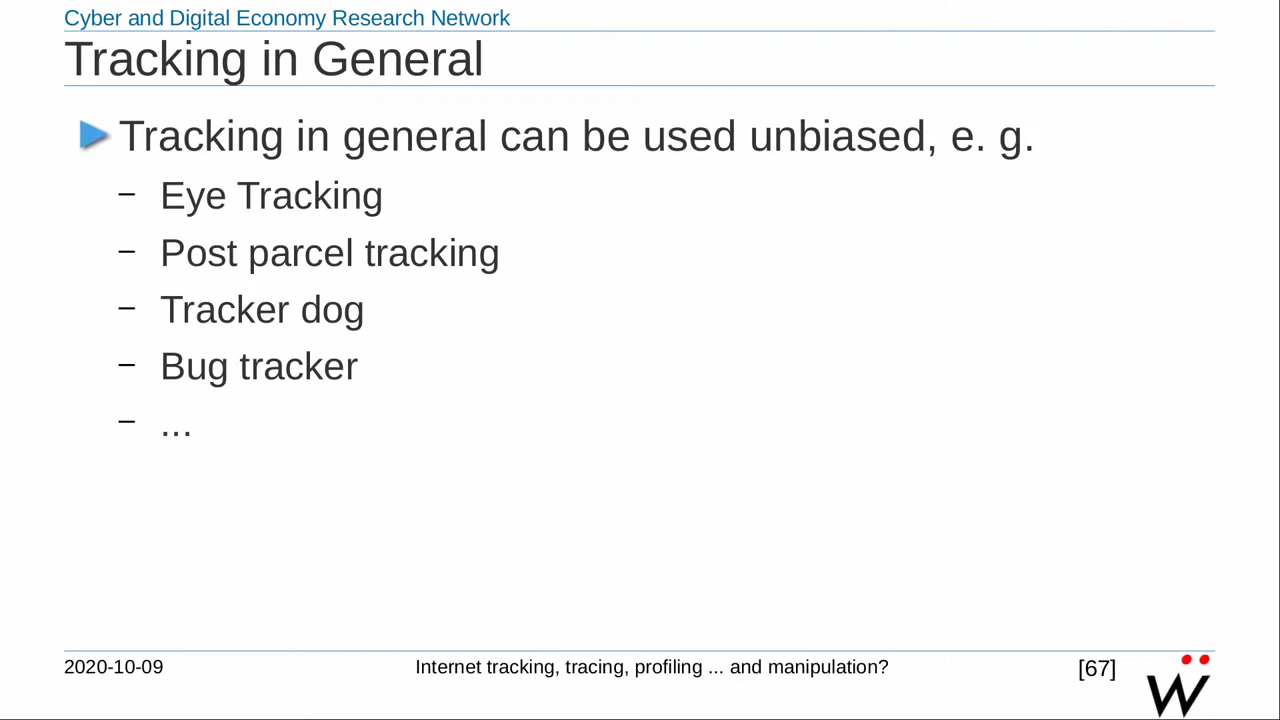 Cyber and Digital Economy Research Network
Tracking in General
Tracking in general can be used unbiased, e. g.
– Eye Tracking
– Post parcel tracking
– Tracker dog
– Bug tracker
– ...
2020-10-09
Internet tracking, tracing, profiling ... and manipulation?
[67]
Ẅ